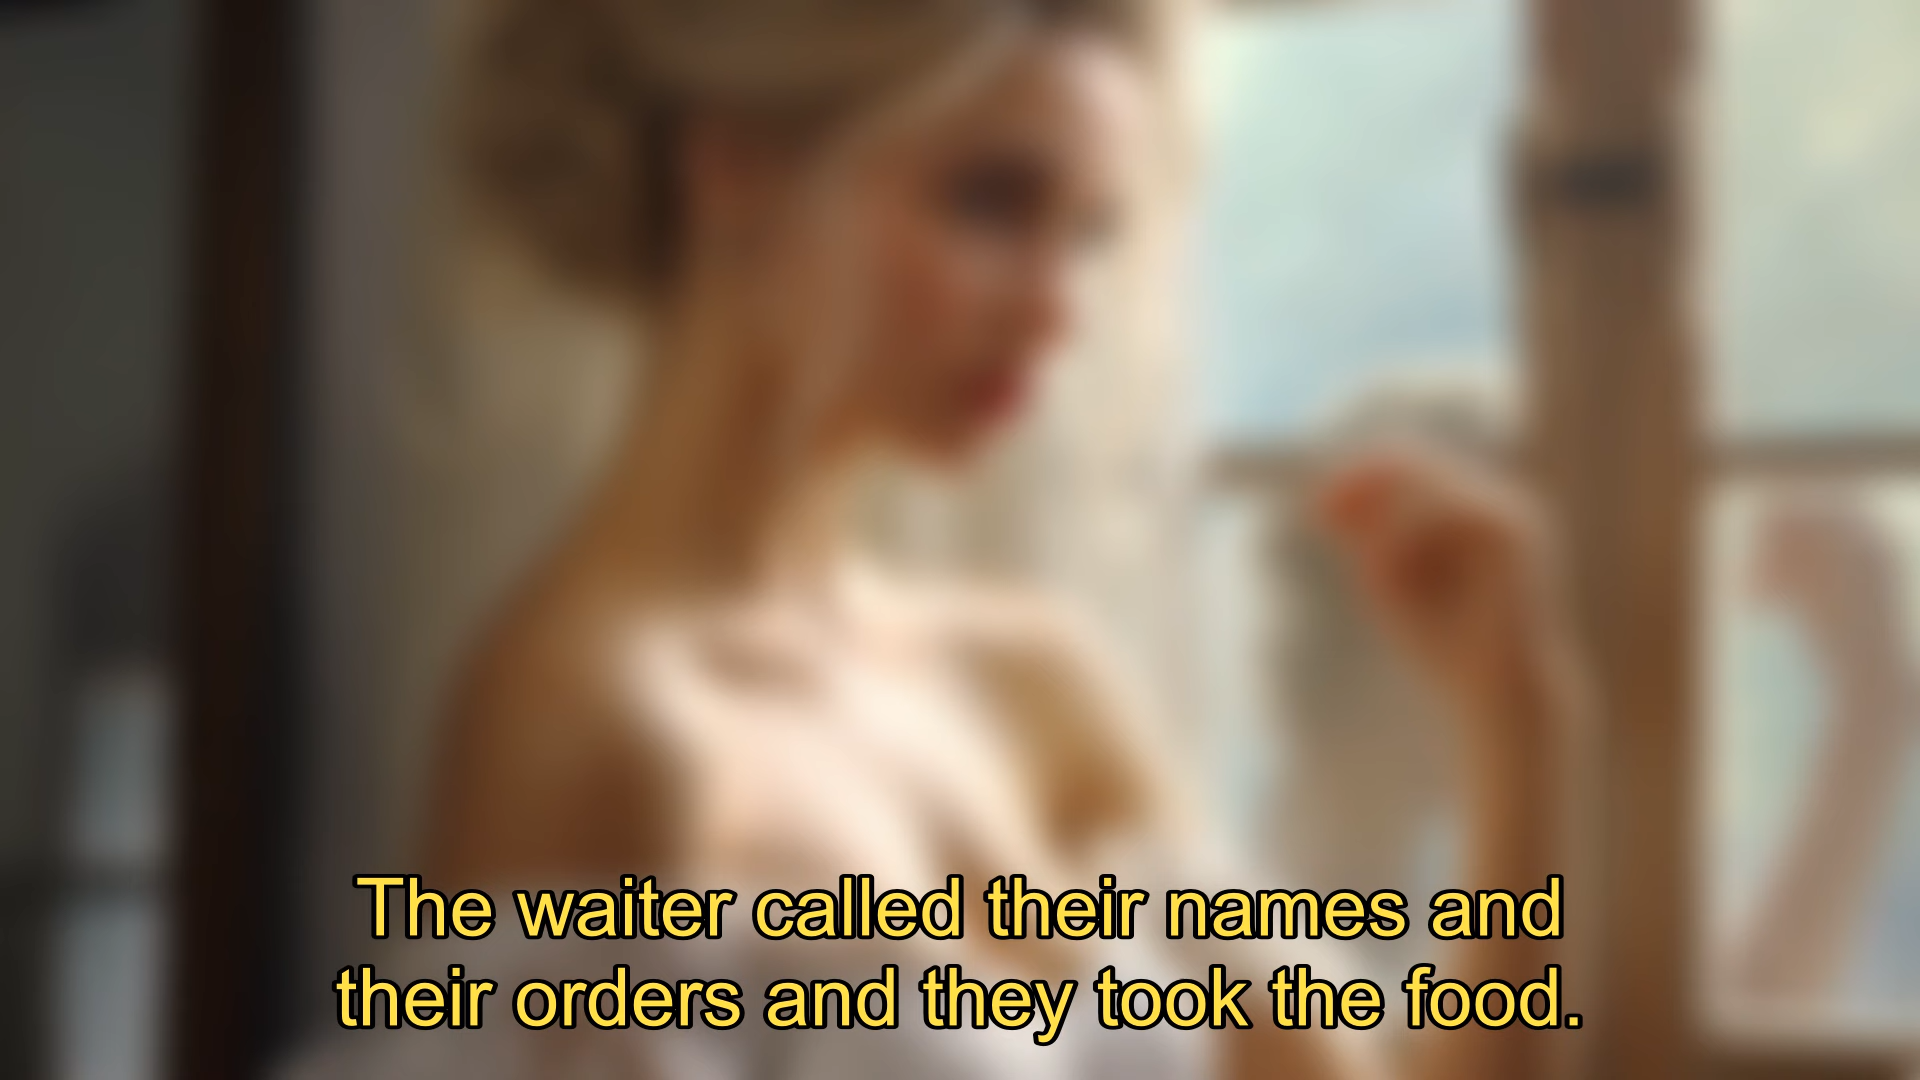 The waiter called their names and
their orders and they took the food.